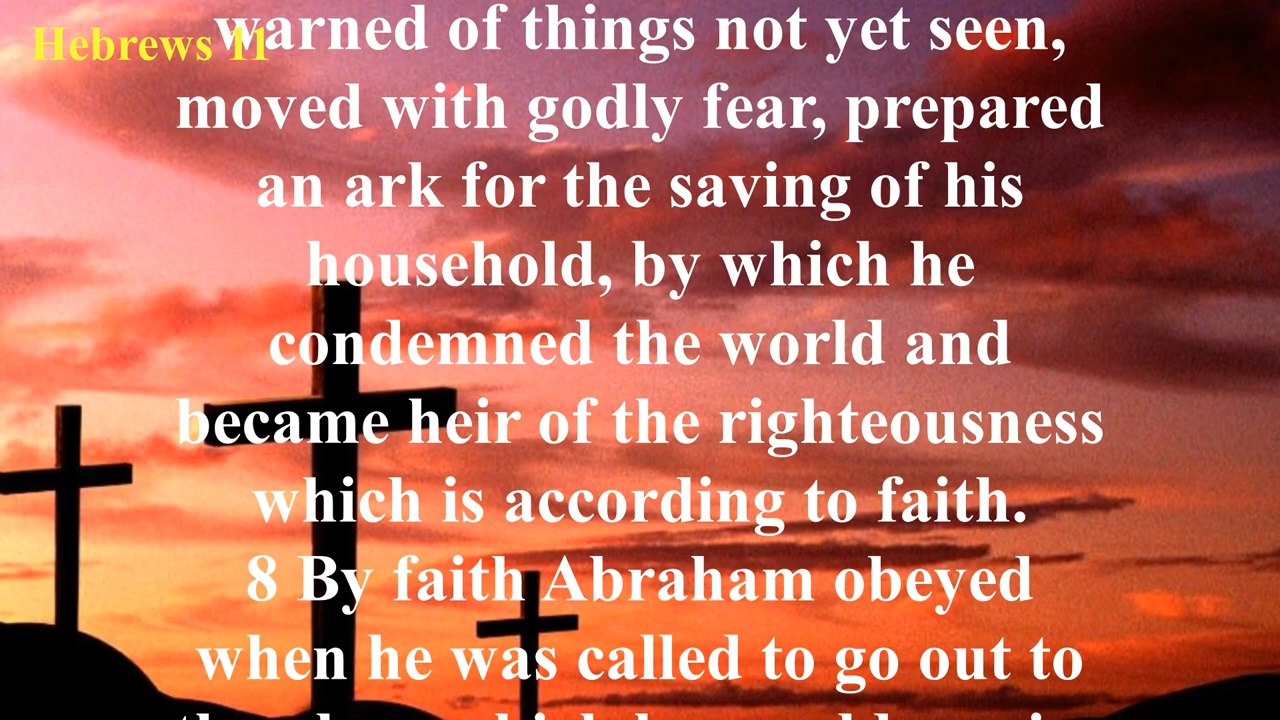 Hebrews 11
warned of things not yet seen,
moved with godly fear, prepared
an ark for the saving of his
household, by which he
condemned the world and
became heir of the righteousness
which is according to faith.
8 By faith Abraham obeyed
when he was called to go out to